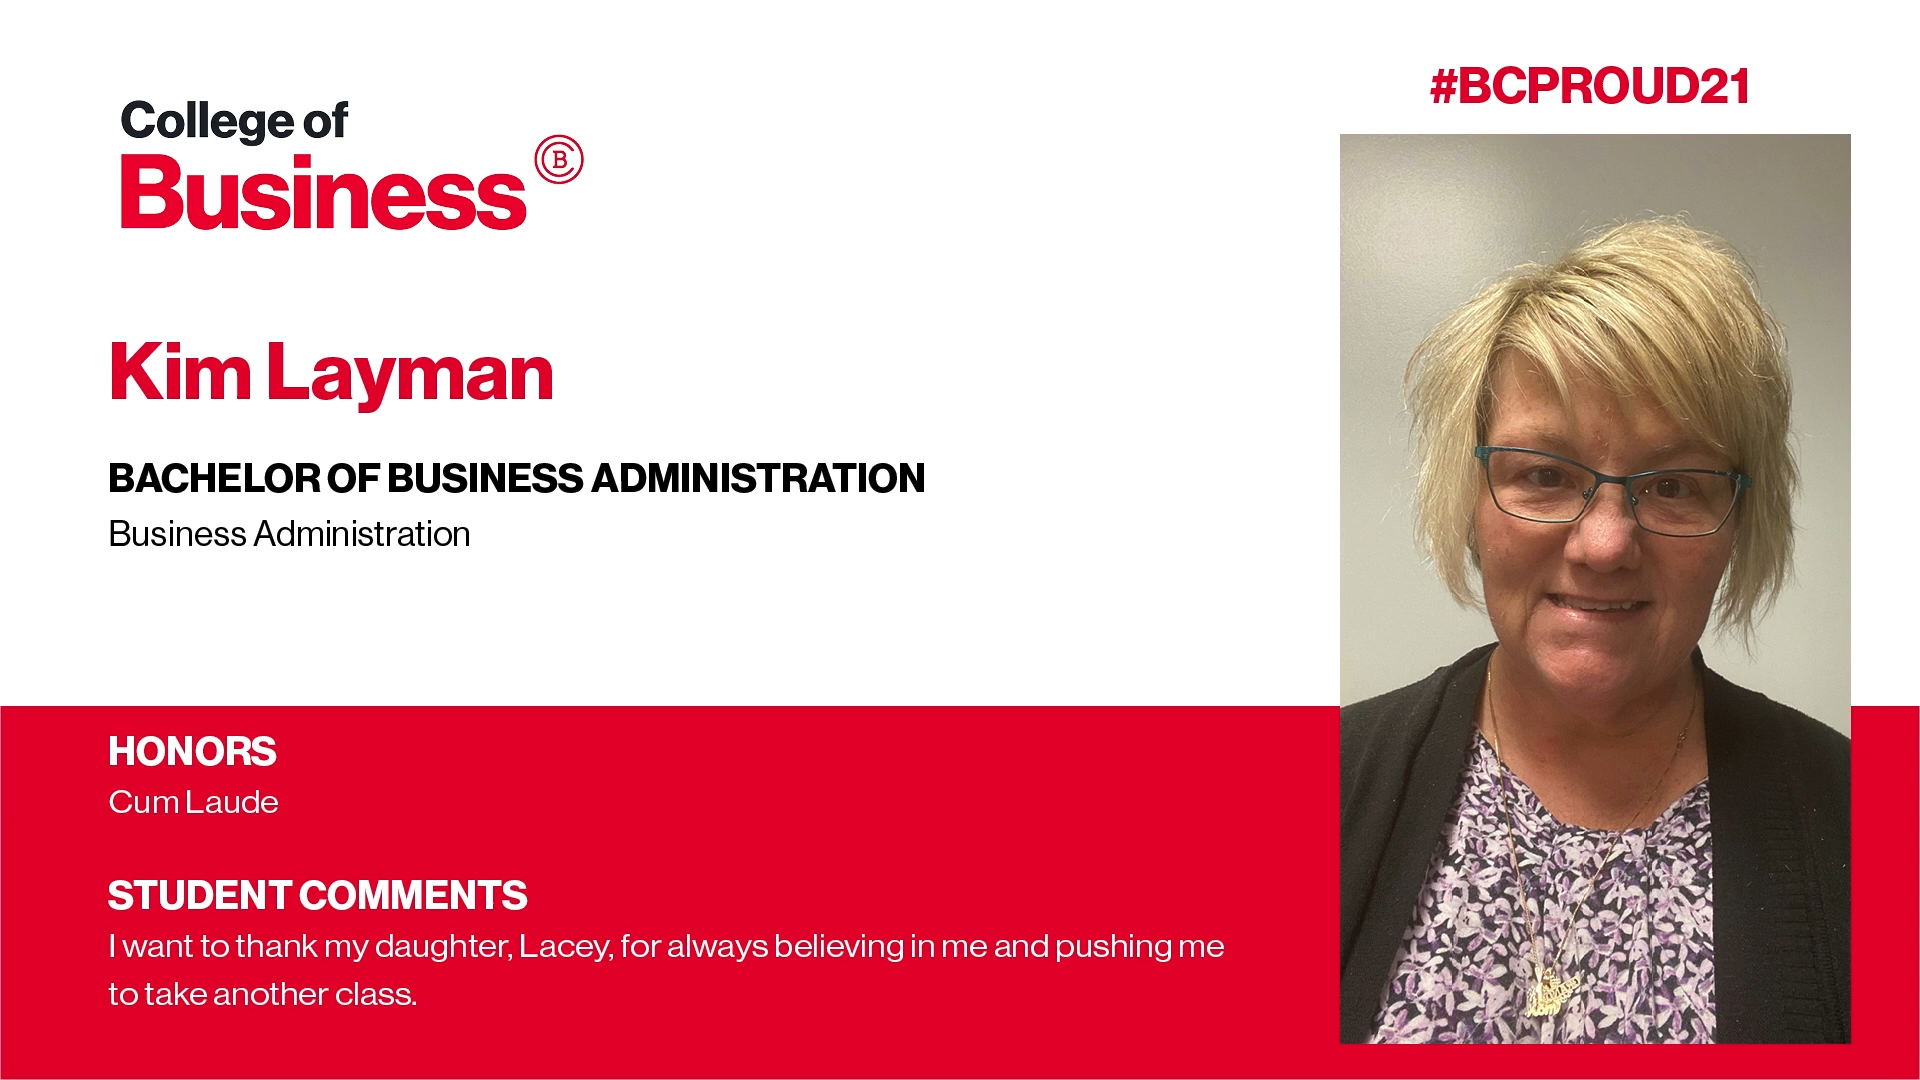 College of
Business
BC
#BCPROUD21
Kim Layman
BACHELOR OF BUSINESS ADMINISTRATION
Business Administration
HONORS
Cum Laude
STUDENT COMMENTS
I want to thank my daughter, Lacey, for always believing in me and pushing me
to take another class.